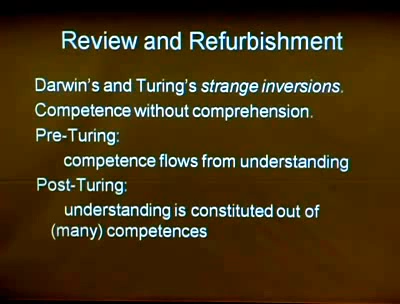 Review and Refurbishment
Darwin's and Turing's strange inversions.
Competence without comprehension.
Pre-Turing:
competence flows from understanding
Post-Turing:
understanding is constituted out of
(many) competences